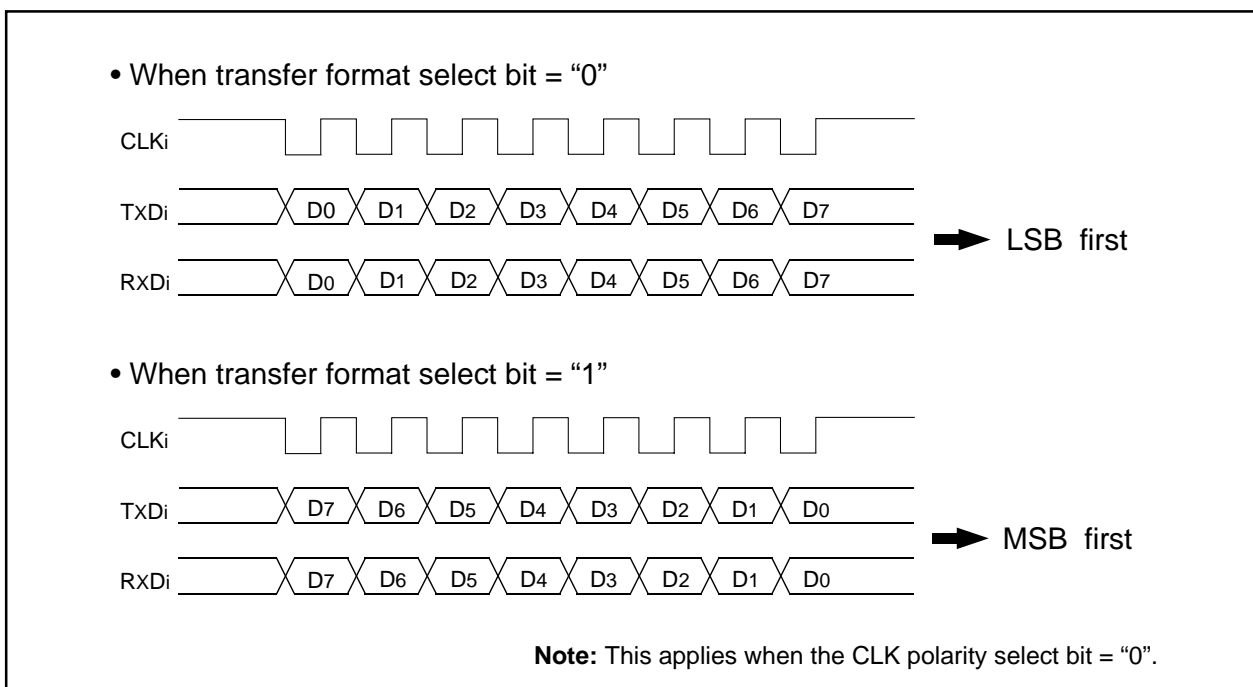 • When transfer format select bit = “0”
CLKi
TXDi D0 D1 D2 D3 D4 D5 D6 D7
LSB first
RXDi D0 D1 D2 D3 D4 D5 D6 D7
• When transfer format select bit = “1”
CLKi
TXDi D7 D6 D5 D4 D3 D2 D1 D0
MSB first
RXDi D7 D6 D5 D4 D3 D2 D1 D0
Note: This applies when the CLK polarity select bit = “0”.